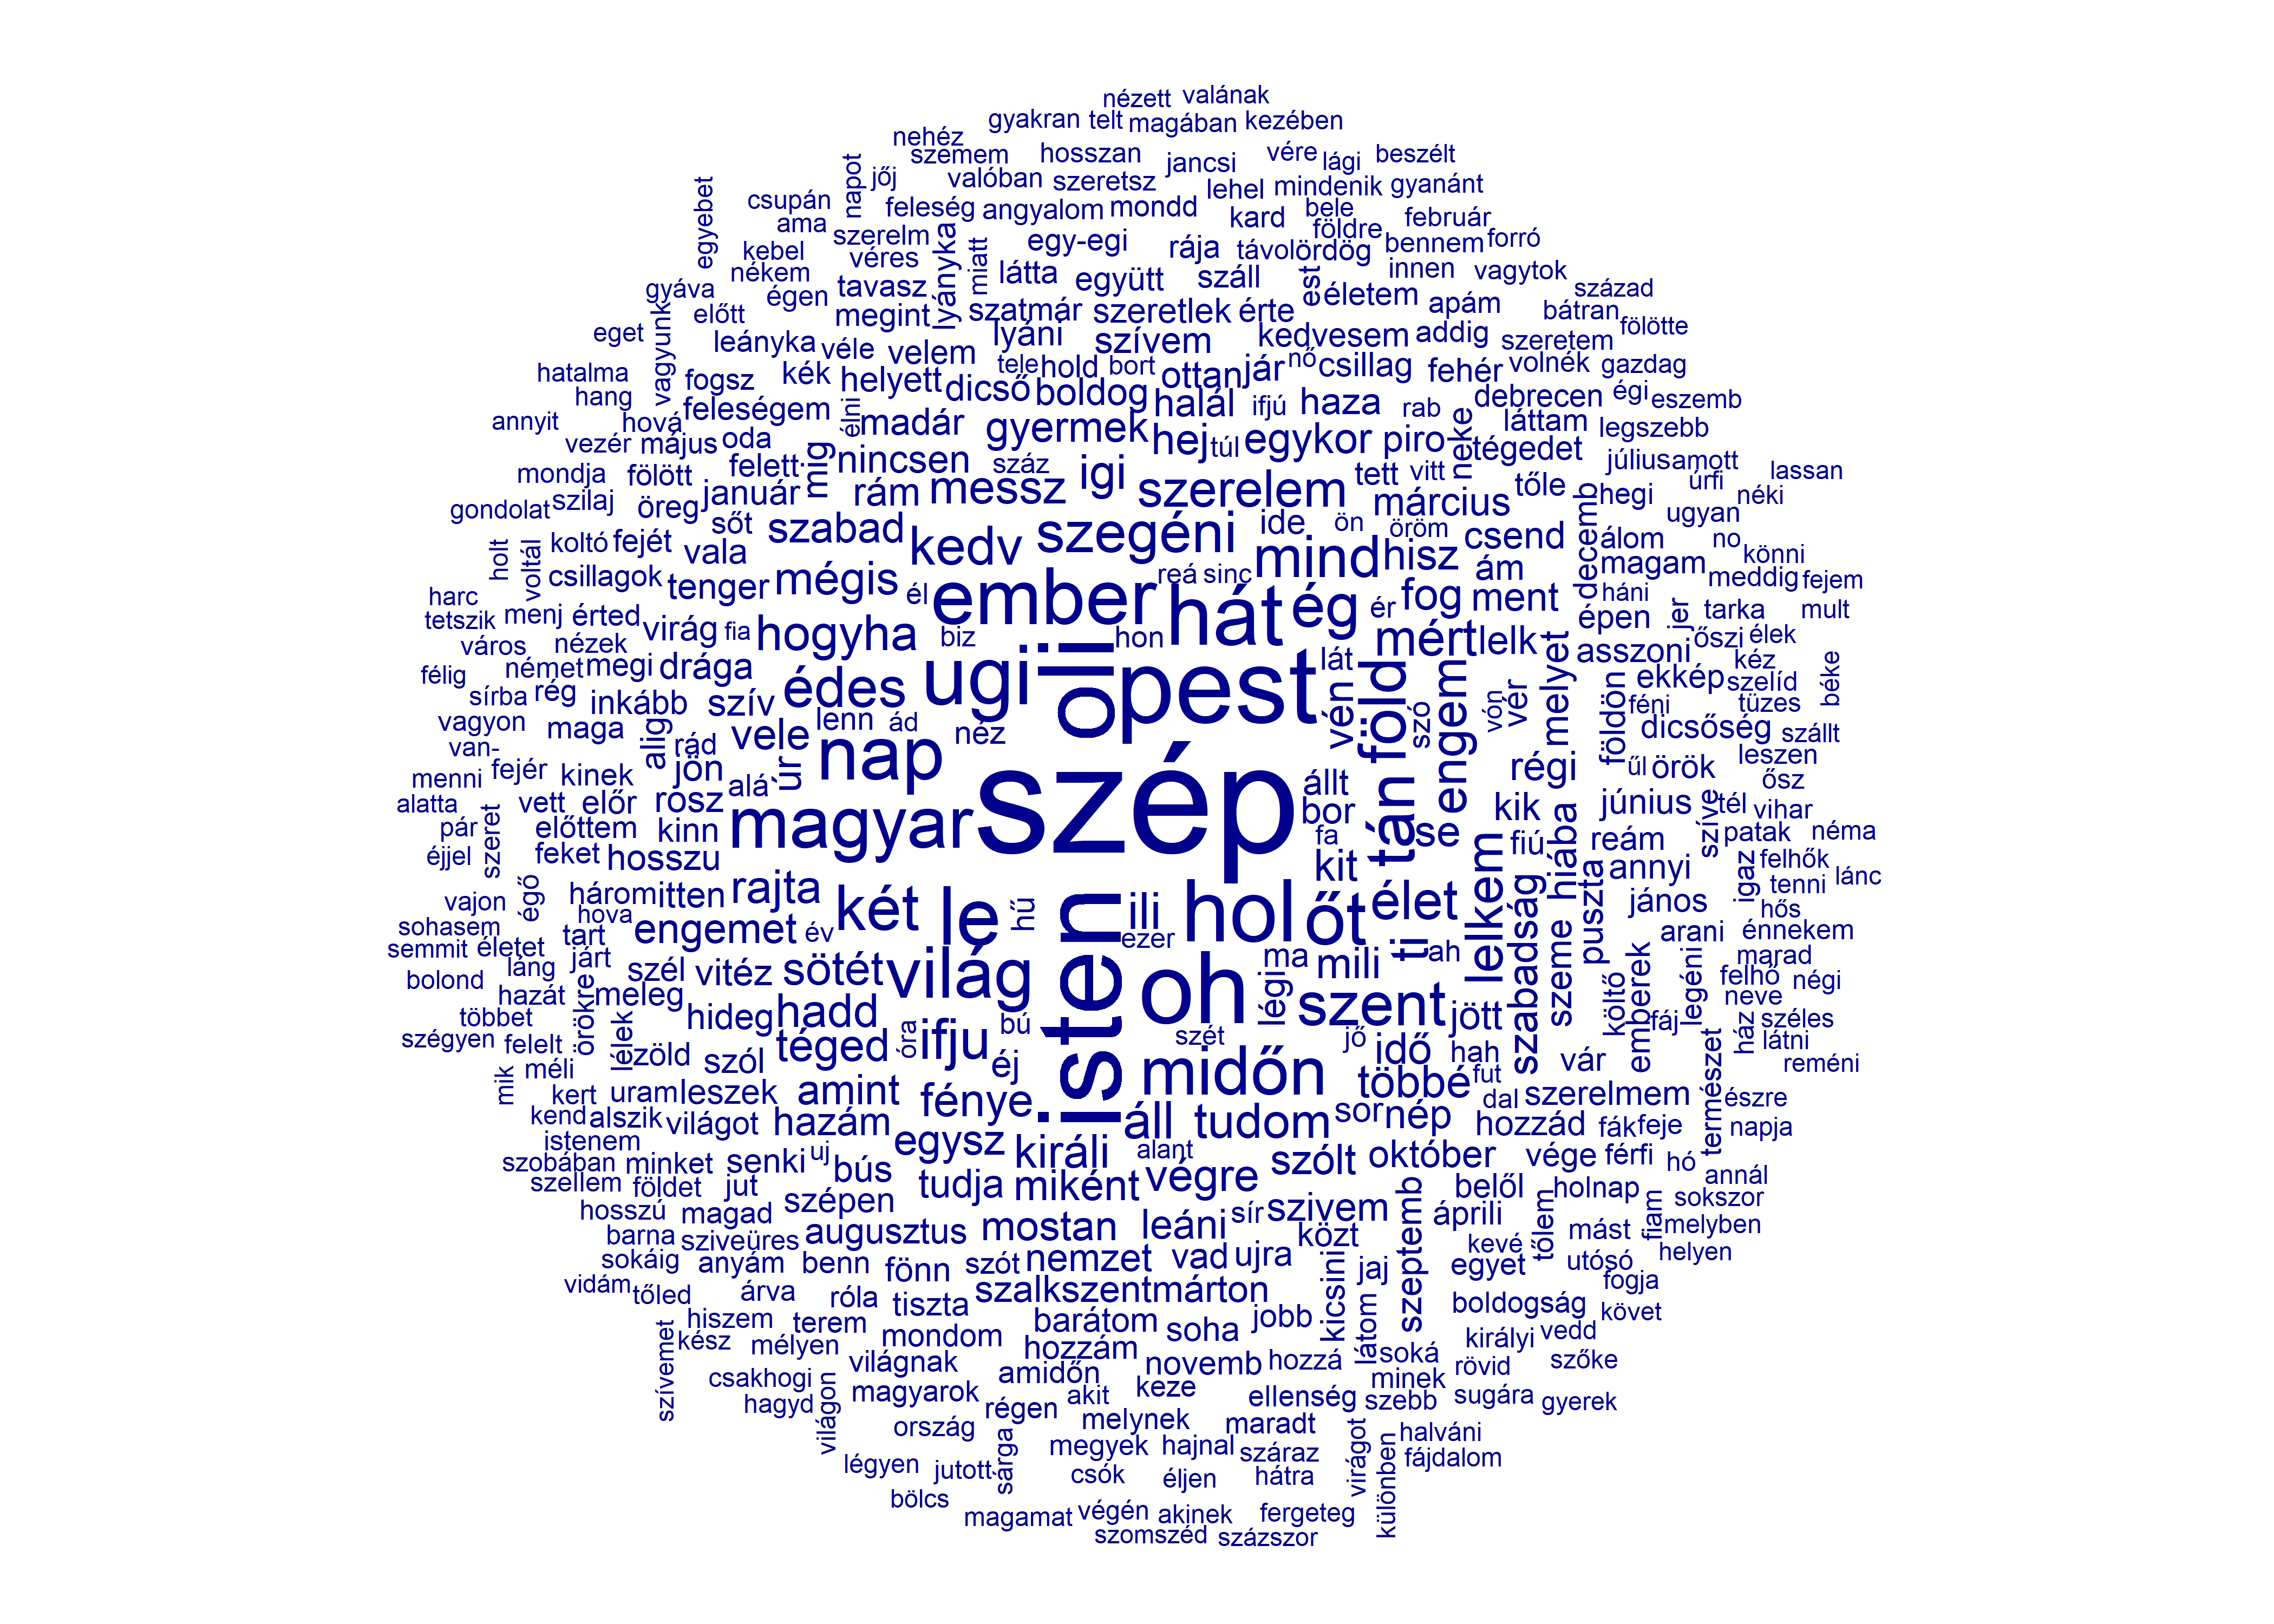 nézett valának
gyakran telt magában kezében
nehéz szemem hosszan jancsi vére lági beszélt
egyebet csupán napot jőj valóban szeretsz lehel mindenik gyanánt
ama feleség angyalom mondd kard bele február
kebel szerelm lyányka miatt egy-egi rája távol földre ördög bennem forró
nékem véres látta együtt száll est innen vagytok
gyáva égen tavasz életem apám század
eget előtt vagyunk megint szatmár szeretlek érte bátran fölötte
leányka véle velem lyáni szívem kedvesem addig szeretem
hatalma fogsz kék helyett dicső tele hold bort ottan jár nő csillag fehér volnék gazdag
hang hová feleségem élni madár boldog halál ifjú haza rab debrecen égi eszemb
annyit vezér május oda gyermek hej túl egykor piro neke láttam legszebb
mondja fölött felett mig nincsen száz igi szerelem tett vitt tégedet július amott lassan
gondolat szilaj öreg január rám messz március tőle decemb hegi úrfi néki
sőt szabad kedv szegéni ide ön öröm csend álom ugyan
holt voltál koltó fejét vala mind hisz ám magam no könni
csillagok tenger mégis él ember reá sinc hát ég ér fog ment háni meddig fejem
harc tetszik menj érted virág fia hogyha biz hon mért lelk épen jer tarka mult
város nézek ugi olі pest lát föld asszoni őszi élek
félig német megi drága édes vén szó engem vón vér melyet ekkép kéz szelíd béke
sírba rég inkább szív lenn ád néz földön féni tüzes
vagyon maga alig rád vele nap dicsőség szállt
van- jön úr szép tán régi leszen
menni fejér kinek alá állt űl örök ősz
alatta vett előr rosz magyar bor se kik hiába június szíve tél vihar
pár szeret előttem kinn fa fiú reám patak néma
éjjel feket hosszu kit lelkem puszta annyi igaz felhők
vajon égő három itten rajta két le hű isten ili hol őt élet szabadság jános tenni lánc
sohasem hova engemet év ezer ti szeme arani hős
semmit életet tart oh ma mili ah emberek legéni énnekem
bolond láng járt szél vitéz sötét világ légi szent költő marad felhő négi
hazát örökre meleg hideg hadd bú jött fáj neve
többet lélek óra ifju szét jő idő hah ház széles
szégyen felelt zöld szól téged éj midőn vár természet látni
mik méli többé fut reméni
kert uram leszek amint fénye dal szerelmem
kend alszik világot hazám áll tudom sor nép hozzád fák feje észre
istenem egysz királi alant napja
szobában minket senki uj bús szólt október vége férfi hó annál
szellem földet jut szépen tudja miként végre belől holnap sokszor
hosszú magad augusztus mostan leáni sír szivem szeptemb áprili tőlem mást fiam melyben
barna szive üres közt kevé
sokáig anyám benn fönn szót nemzet vad ujra kicsini jaj egyet utósó helyen
vidám tőled árva róla tiszta szalkszentmárton látom boldogság fogja
hiszem terem barátom soha jobb követ
szívemet kész mélyen mondom hozzám novemb hozzá soká királyi vedd
világnak amidőn minek rövid szőke
csakhogi világon magyarok akit keze ellenség szebb sugára gyerek
hagyd régen melynek maradt
ország sárga megyek hajnal száraz virágot különben halváni
légyen jutott csók éljen hátra fájdalom
bölcs magamat végén akinek fergeteg
szomszéd százszor